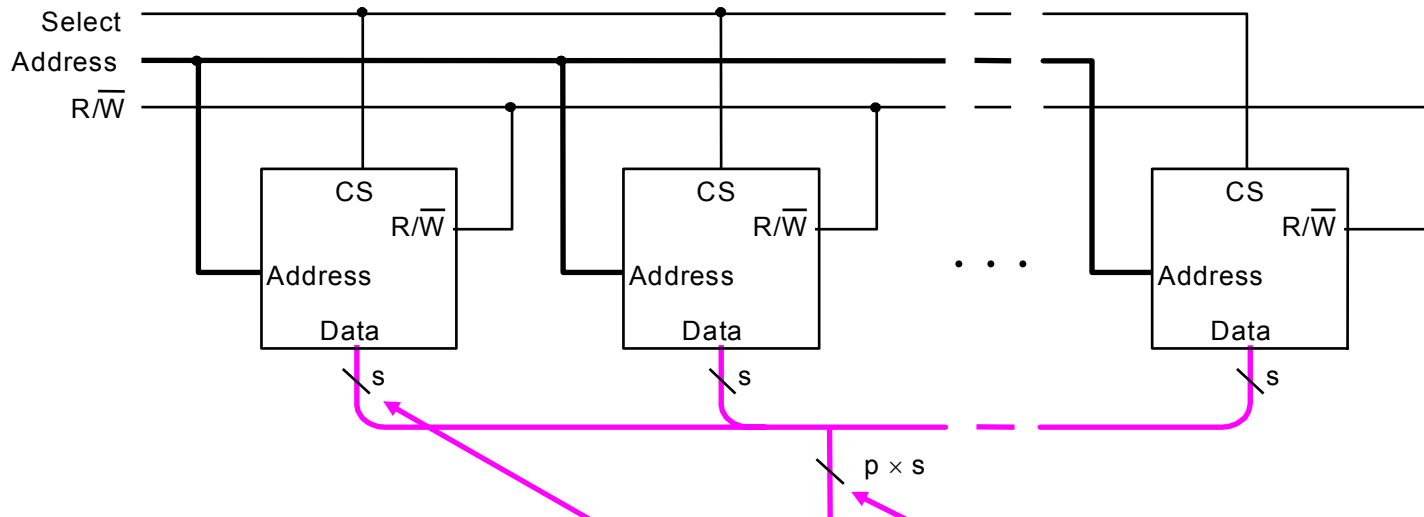 Select
Address
R/W̅
CS CS CS
R/W̅ R/W̅ R/W̅
. . .
Address Address Address
Data Data Data
s s s
p × s